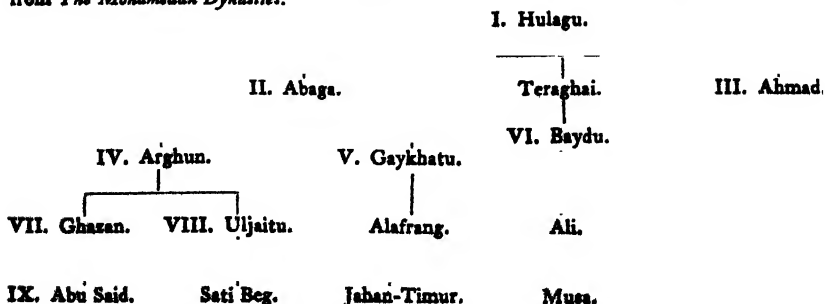 from The Mohamedan Dynasties.
I. Hulagu.
II. Abaga. Teraghai. III. Ahmad.
VI. Baydu.
IV. Arghun. V. Gaykhatu.
VII. Ghazan. VIII. Uljaitu. Alafrang. Ali.
IX. Abu Said. Sati Beg. Jahan-Timur. Musa.